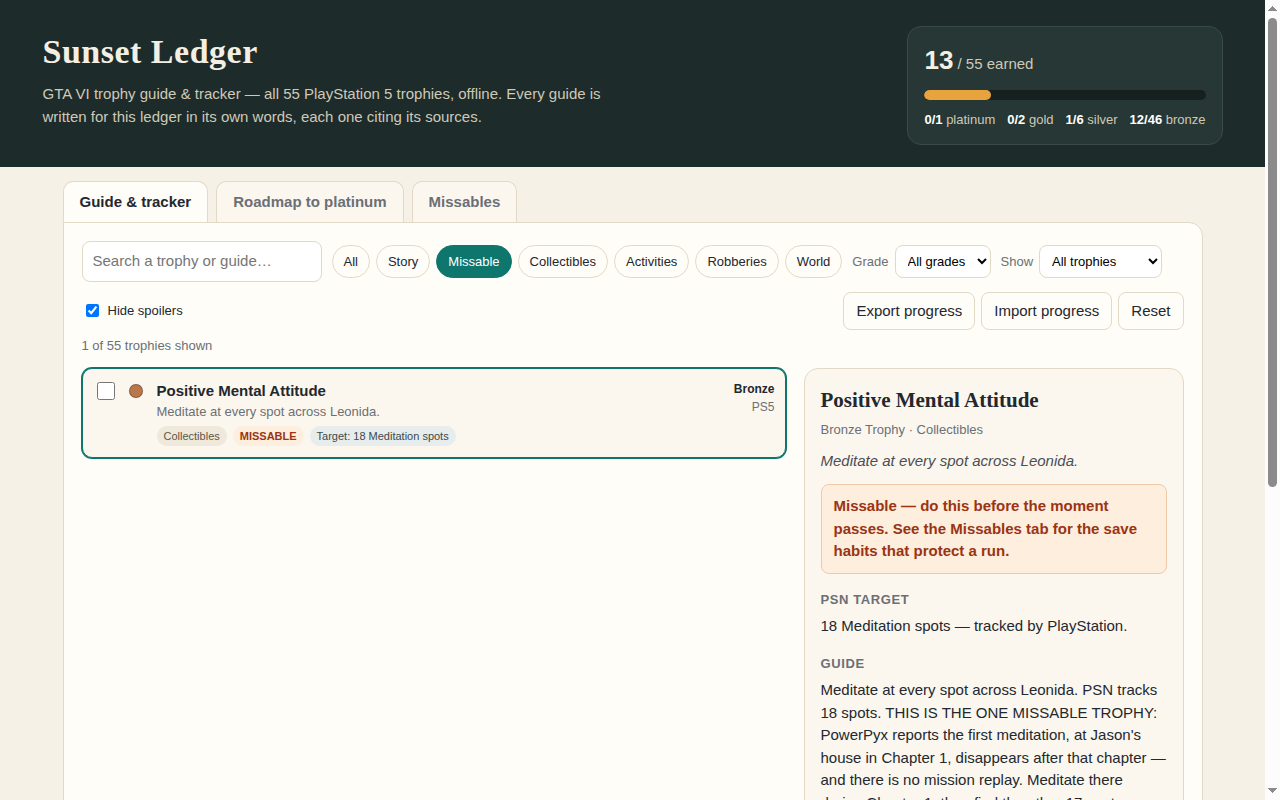 Sunset Ledger
GTA VI trophy guide & tracker — all 55 PlayStation 5 trophies, offline. Every guide is
written for this ledger in its own words, each one citing its sources.
13 / 55 earned
0/1 platinum 0/2 gold 1/6 silver 12/46 bronze
Guide & tracker Roadmap to platinum Missables
Search a trophy or guide… All Story Missable Collectibles Activities Robberies World Grade All grades Show All trophies
Hide spoilers Export progress Import progress Reset
1 of 55 trophies shown
Positive Mental Attitude
Meditate at every spot across Leonida.
Collectibles MISSABLE Target: 18 Meditation spots
Bronze
PS5
Positive Mental Attitude
Bronze Trophy · Collectibles
Meditate at every spot across Leonida.
Missable — do this before the moment
passes. See the Missables tab for the save
habits that protect a run.
PSN TARGET
18 Meditation spots — tracked by PlayStation.
GUIDE
Meditate at every spot across Leonida. PSN tracks
18 spots. THIS IS THE ONE MISSABLE TROPHY:
PowerPyx reports the first meditation, at Jason's
house in Chapter 1, disappears after that chapter —
and there is no mission replay. Meditate there